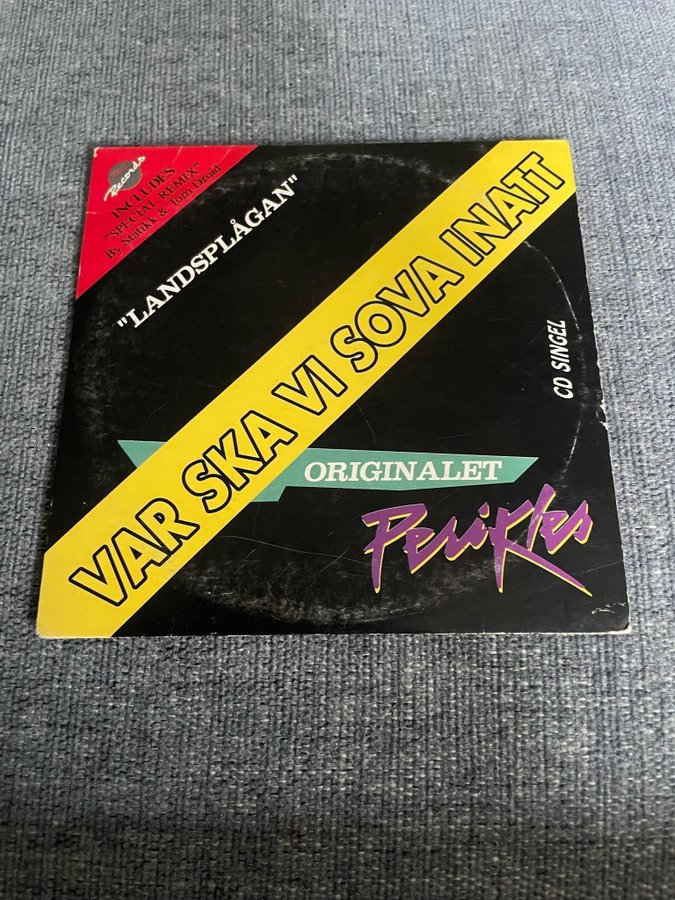 Records
INCLUDES
"SPECIAL REMIX"
By Statikk & Tom Droid
"LANDSPLÅGAN"
VAR SKA VI SOVA INATT
CD SINGEL
ORIGINALET
Perikles